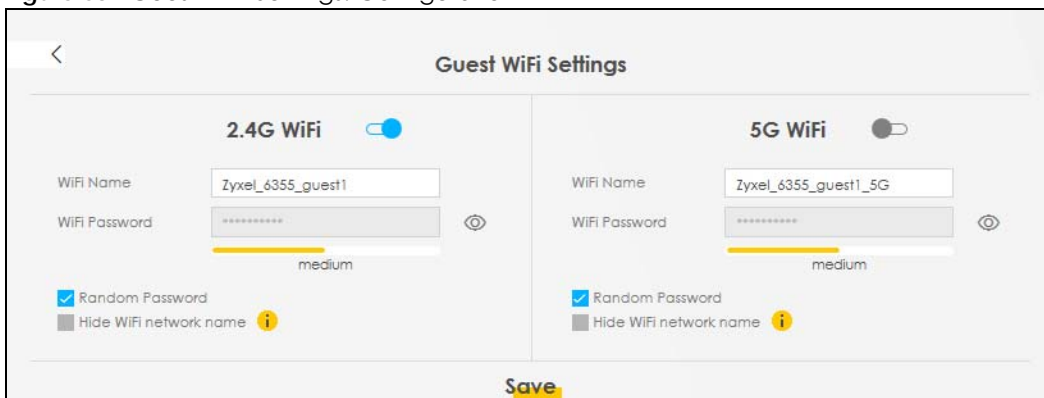 Guest WiFi Settings
2.4G WiFi
WiFi Name
Zyxel_6355_guest1
WiFi Password
**********
medium
Random Password
Hide WiFi network name i
5G WiFi
WiFi Name
Zyxel_6355_guest1_5G
WiFi Password
**********
medium
Random Password
Hide WiFi network name i
Save